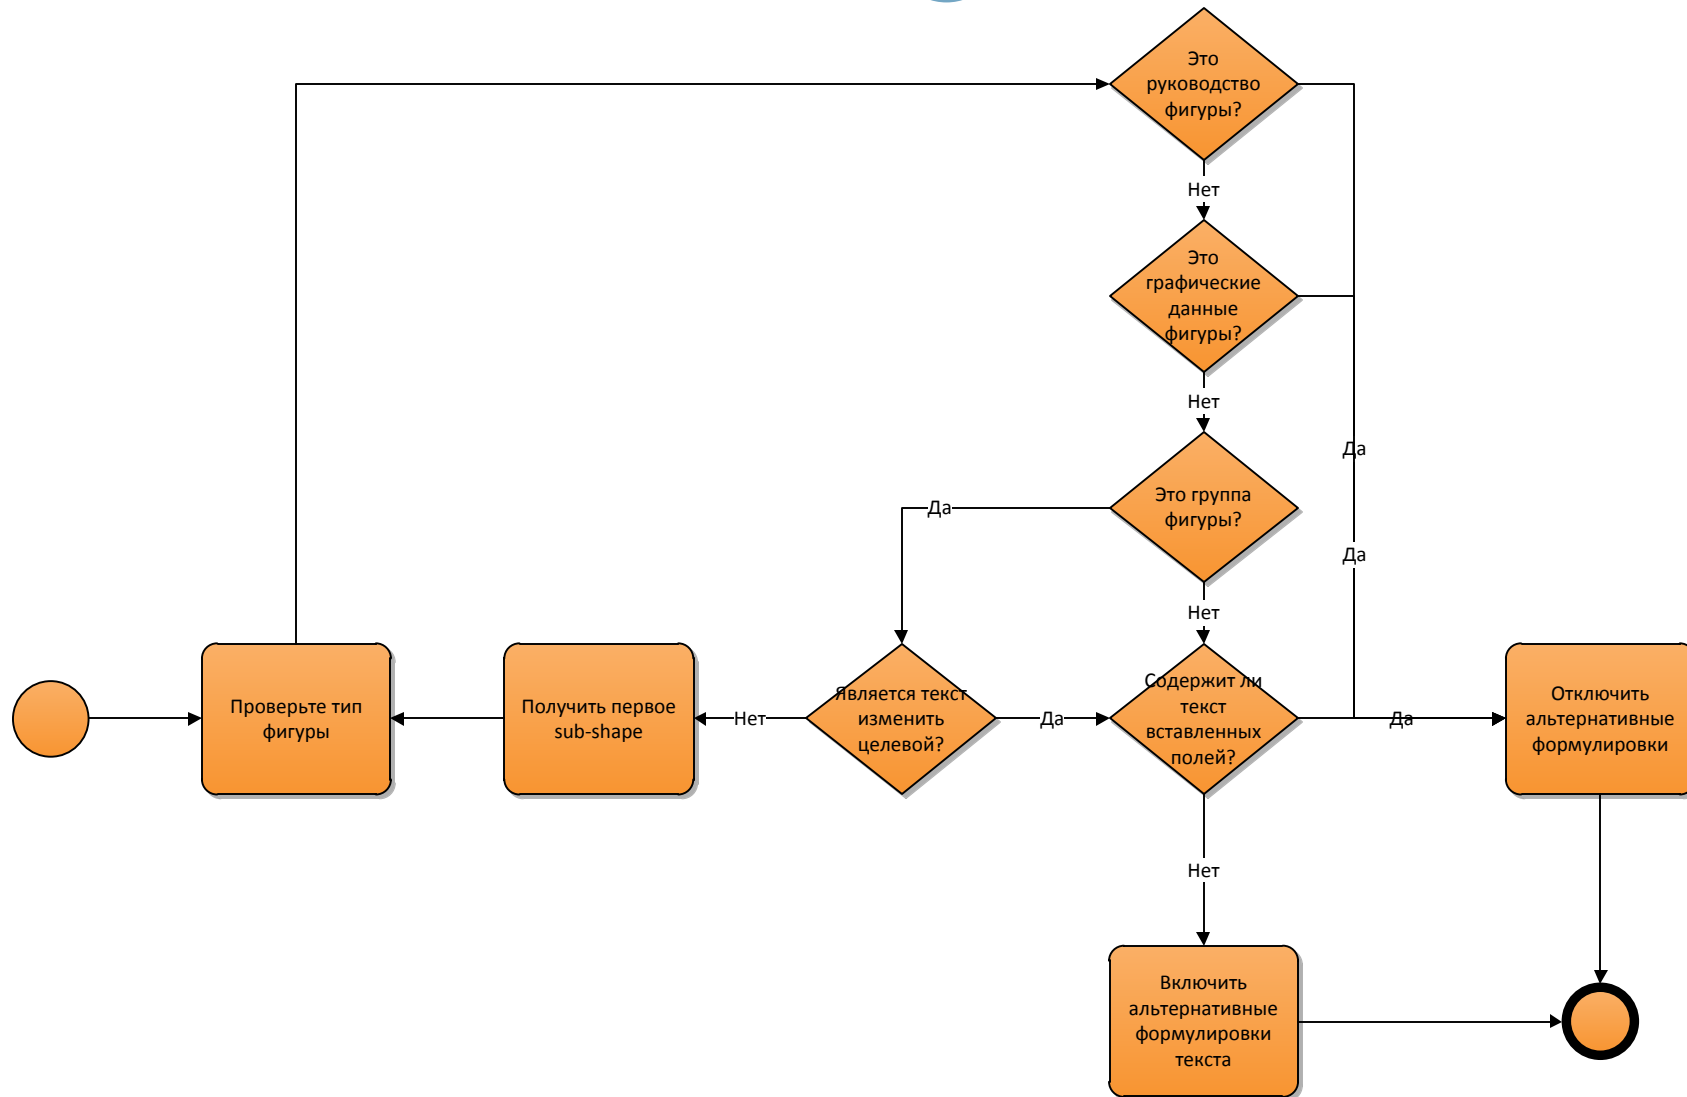 Это
руководство
фигуры?
Нет
Это
графические
данные
фигуры?
Нет
Да
Это группа
фигуры?
Да
Да
Нет
Проверьте тип
фигуры
Получить первое
sub-shape
Нет
Является текст
изменить
целевой?
Да
Содержит ли
текст
вставленных
полей?
Да
Отключить
альтернативные
формулировки
Нет
Включить
альтернативные
формулировки
текста